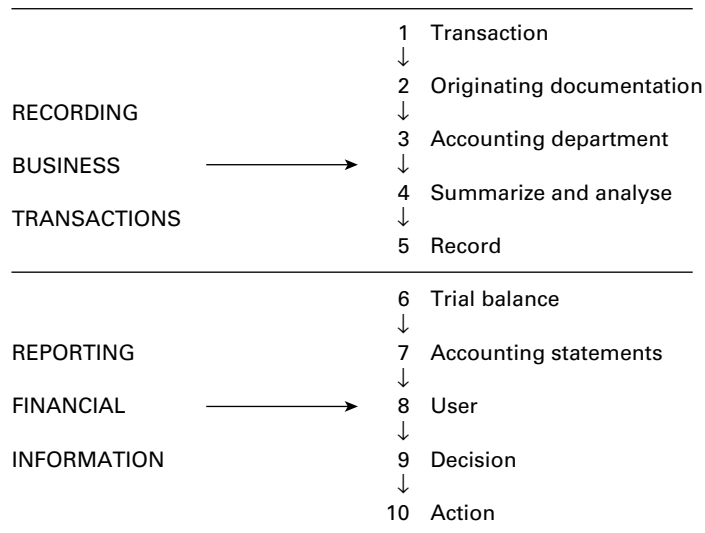 1 Transaction
↓
2 Originating documentation
RECORDING
↓
3 Accounting department
BUSINESS
↓
4 Summarize and analyse
TRANSACTIONS
↓
5 Record
6 Trial balance
↓
REPORTING
7 Accounting statements
↓
FINANCIAL
8 User
↓
INFORMATION
9 Decision
↓
10 Action